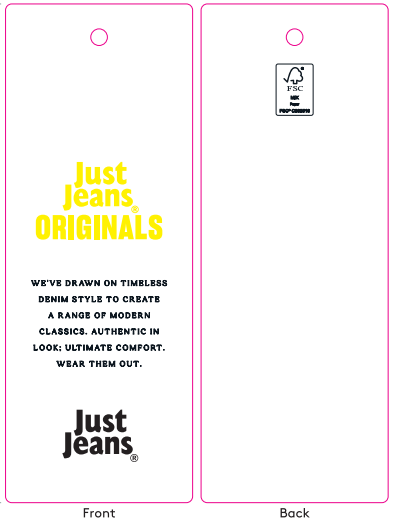 Just
Jeans®
ORIGINALS
WE'VE DRAWN ON TIMELESS
DENIM STYLE TO CREATE
A RANGE OF MODERN
CLASSICS. AUTHENTIC IN
LOOK; ULTIMATE COMFORT.
WEAR THEM OUT.
Just
Jeans®
Front
FSC
MIX
Paper
Back